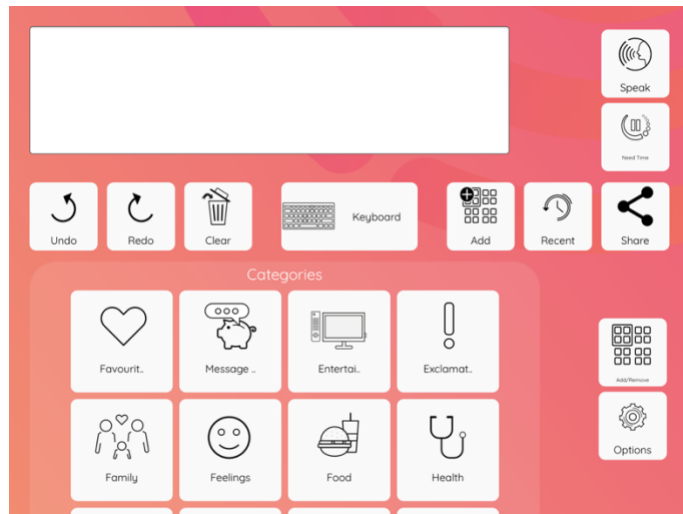 Speak
Need Time
Undo
Redo
Clear
Keyboard
Add
Recent
Share
Categories
Favourit..
Message ..
Entertai..
Exclamat..
Add/Remove
Family
Feelings
Food
Health
Options